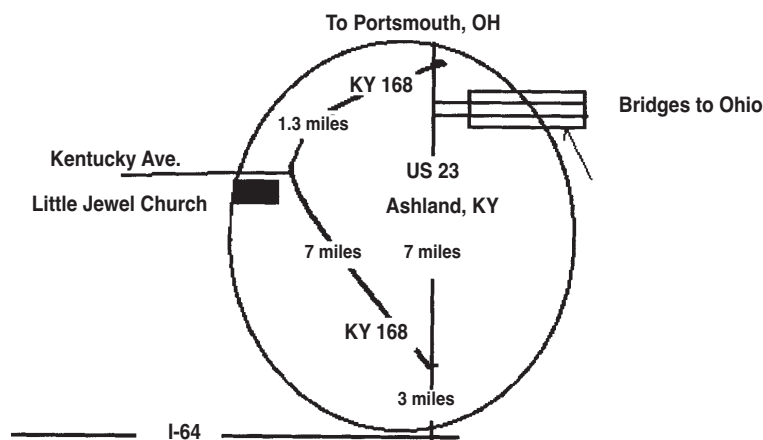 To Portsmouth, OH
KY 168
Bridges to Ohio
1.3 miles
Kentucky Ave.
US 23
Little Jewel Church
Ashland, KY
7 miles
7 miles
KY 168
3 miles
I-64